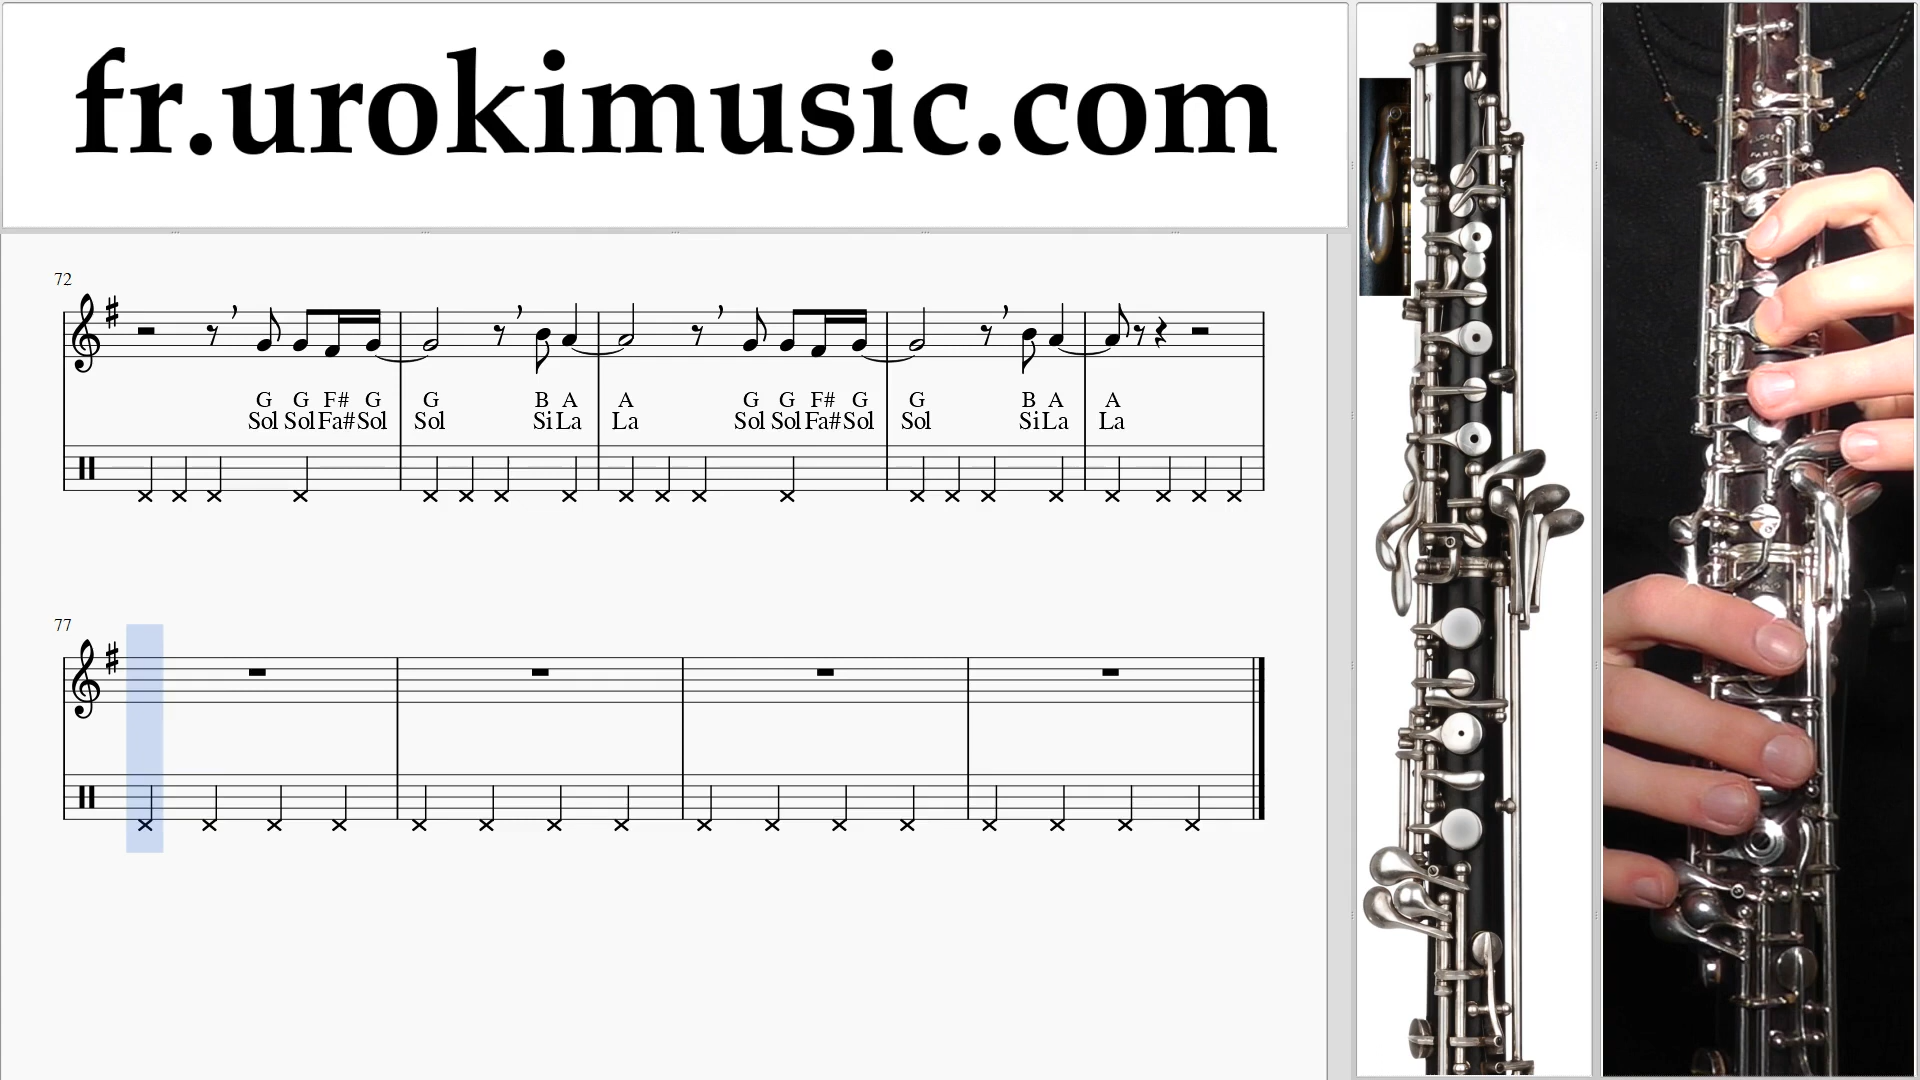 fr.urokimusic.com
72
G G F# G G B A A G G F# G G B A A
Sol Sol Fa# Sol Sol Si La La Sol Sol Fa# Sol Sol Si La La
77